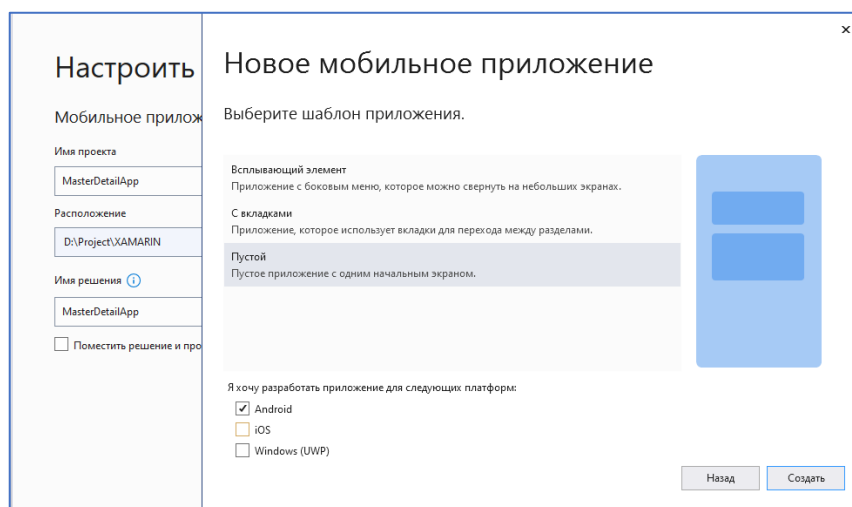 Настроить
Мобильное прилож
Имя проекта
MasterDetailApp
Расположение
D:\Project\XAMARIN
Имя решения
MasterDetailApp
Поместить решение и про
x
Новое мобильное приложение
Выберите шаблон приложения.
Всплывающий элемент
Приложение с боковым меню, которое можно свернуть на небольших экранах.
С вкладками
Приложение, которое использует вкладки для перехода между разделами.
Пустой
Пустое приложение с одним начальным экраном.
Я хочу разработать приложение для следующих платформ:
Android
iOS
Windows (UWP)
Назад
Создать